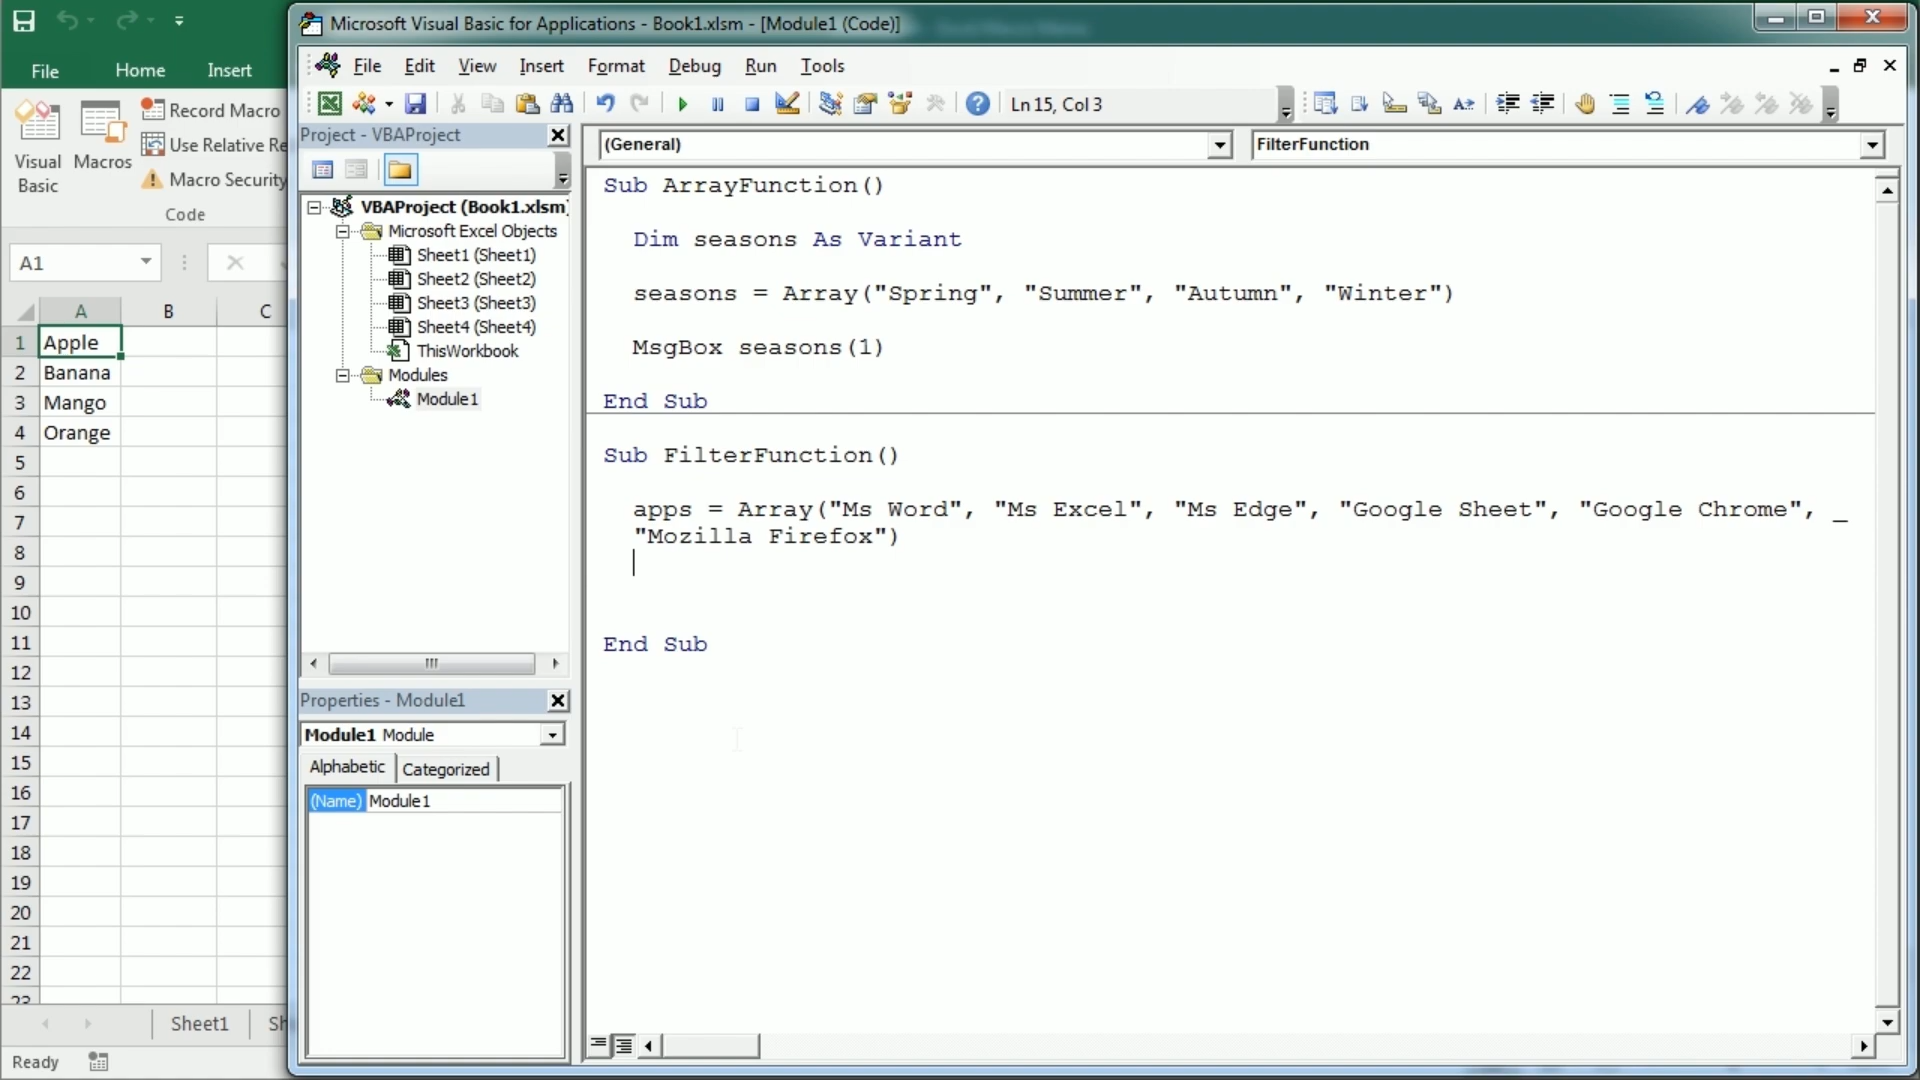 Microsoft Visual Basic for Applications - Book1.xlsm - [Module1 (Code)]
File Home Insert
File Edit View Insert Format Debug Run Tools
Record Macro
Use Relative Re
Macro Security
Visual Basic
Macros
Code
Ln 15, Col 3
Project - VBAProject
(General)
FilterFunction
VBAProject (Book1.xlsm)
Microsoft Excel Objects
Sheet1 (Sheet1)
Sheet2 (Sheet2)
Sheet3 (Sheet3)
Sheet4 (Sheet4)
ThisWorkbook
Modules
Module1
A1
A B C
1 Apple
2 Banana
3 Mango
4 Orange
5
6
7
8
9
10
11
12
13
14
15
16
17
18
19
20
21
22
23
Sheet1 Sh
Ready
Properties - Module1
Module1 Module
Alphabetic Categorized
(Name) Module1
Sub ArrayFunction()
Dim seasons As Variant
seasons = Array("Spring", "Summer", "Autumn", "Winter")
MsgBox seasons(1)
End Sub
Sub FilterFunction()
apps = Array("Ms Word", "Ms Excel", "Ms Edge", "Google Sheet", "Google Chrome", _
"Mozilla Firefox")
End Sub